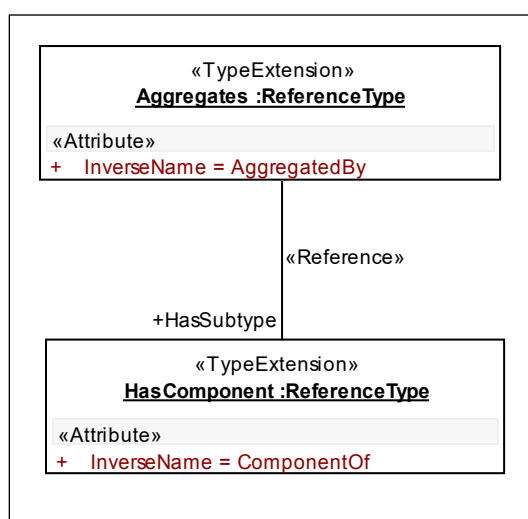 «TypeExtension»
Aggregates :ReferenceType
«Attribute»
+ InverseName = AggregatedBy
«Reference»
+HasSubtype
«TypeExtension»
HasComponent :ReferenceType
«Attribute»
+ InverseName = ComponentOf